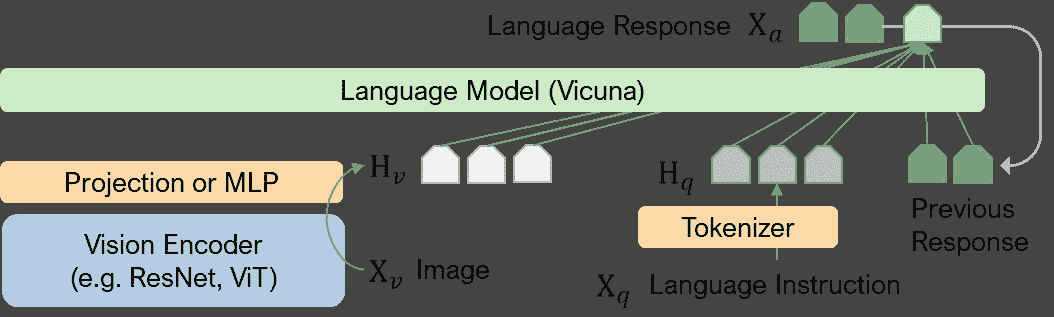 Language Response X_a
Language Model (Vicuna)
H_v
H_q
Projection or MLP
Tokenizer
Previous
Response
Vision Encoder
(e.g. ResNet, ViT)
X_v Image
X_q Language Instruction